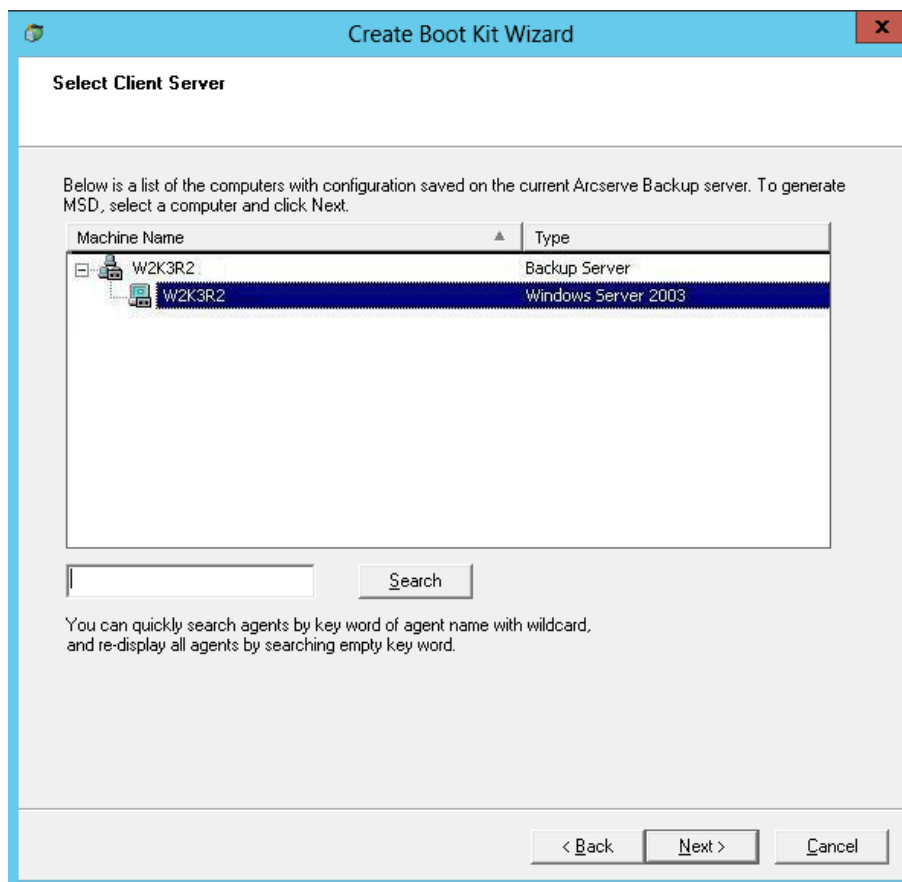 Create Boot Kit Wizard
x
Select Client Server
Below is a list of the computers with configuration saved on the current Arcserve Backup server. To generate
MSD, select a computer and click Next.
Machine Name Type
W2K3R2 Backup Server
W2K3R2 Windows Server 2003
Search
You can quickly search agents by key word of agent name with wildcard,
and re-display all agents by searching empty key word.
< Back Next > Cancel